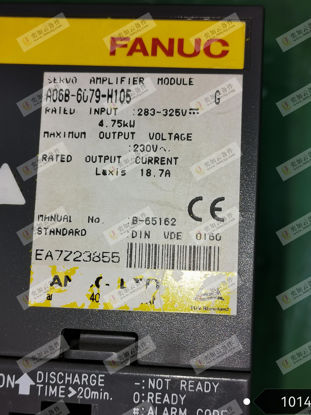 FANUC
SERVO AMPLIFIER MODULE
A06B-6079-H105 G
RATED INPUT :283-325V
4.75kW
MAXIMUM OUTPUT VOLTAGE
:230V~
RATED OUTPUT CURRENT
Laxis 18.7A
MANUAL No. :B-65162
STANDARD :DIN VDE 0160
CE
EA7Z23855
ON DISCHARGE
TIME>20min.
-:NOT READY
0:READY
#:ALARM CODE
1014